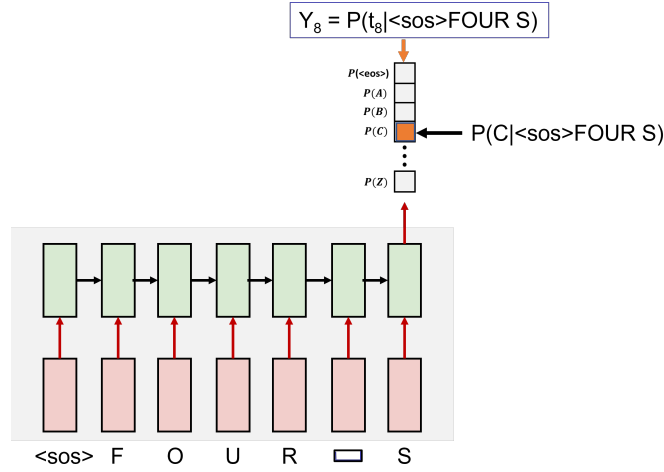 Y₈ = P(t₈|<sos>FOUR S)
P(<eos>)
P(A)
P(B)
P(C)
P(C|<sos>FOUR S)
P(Z)
<sos> F O U R S